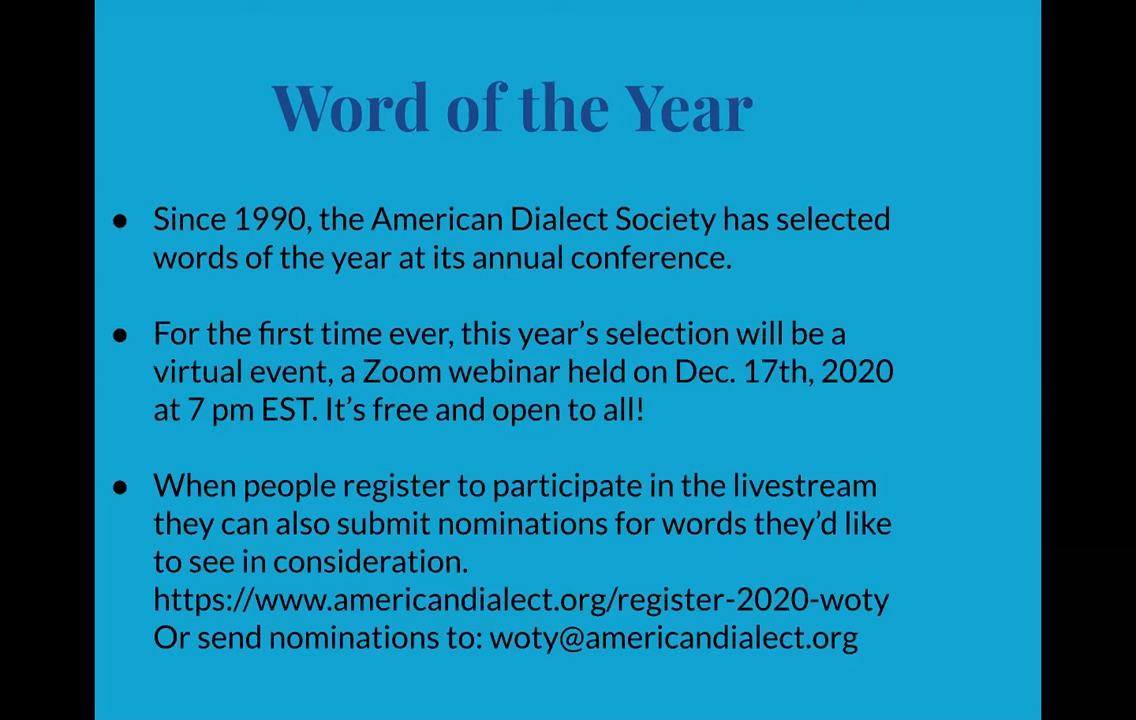 Word of the Year
● Since 1990, the American Dialect Society has selected
words of the year at its annual conference.
● For the first time ever, this year’s selection will be a
virtual event, a Zoom webinar held on Dec. 17th, 2020
at 7 pm EST. It’s free and open to all!
● When people register to participate in the livestream
they can also submit nominations for words they’d like
to see in consideration.
https://www.americandialect.org/register-2020-woty
Or send nominations to: woty@americandialect.org